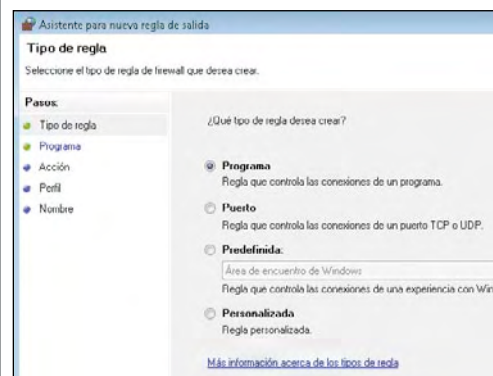 Asistente para nueva regla de salida
Tipo de regla
Seleccione el tipo de regla de firewall que desea crear.
Pasos:
Tipo de regla
Programa
Acción
Perfil
Nombre
¿Qué tipo de regla desea crear?
Programa
Regla que controla las conexiones de un programa.
Puerto
Regla que controla las conexiones de un puerto TCP o UDP.
Predefinida:
Área de encuentro de Windows
Regla que controla las conexiones de una experiencia con Win
Personalizada
Regla personalizada.
Más información acerca de los tipos de regla